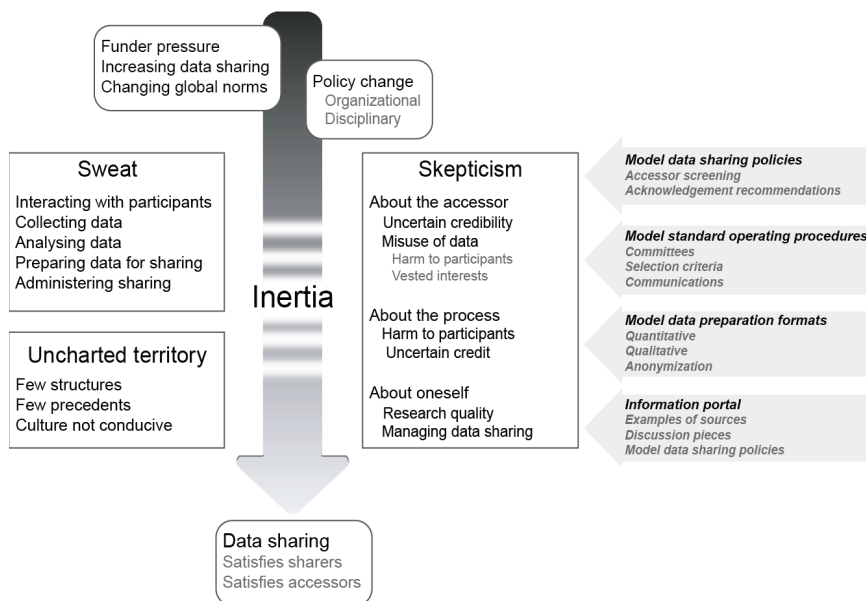 Funder pressure
Increasing data sharing
Changing global norms
Policy change
Organizational
Disciplinary
Sweat
Interacting with participants
Collecting data
Analysing data
Preparing data for sharing
Administering sharing
Uncharted territory
Few structures
Few precedents
Culture not conducive
Inertia
Skepticism
About the accessor
Uncertain credibility
Misuse of data
Harm to participants
Vested interests
About the process
Harm to participants
Uncertain credit
About oneself
Research quality
Managing data sharing
Model data sharing policies
Accessor screening
Acknowledgement recommendations
Model standard operating procedures
Committees
Selection criteria
Communications
Model data preparation formats
Quantitative
Qualitative
Anonymization
Information portal
Examples of sources
Discussion pieces
Model data sharing policies
Data sharing
Satisfies sharers
Satisfies accessors